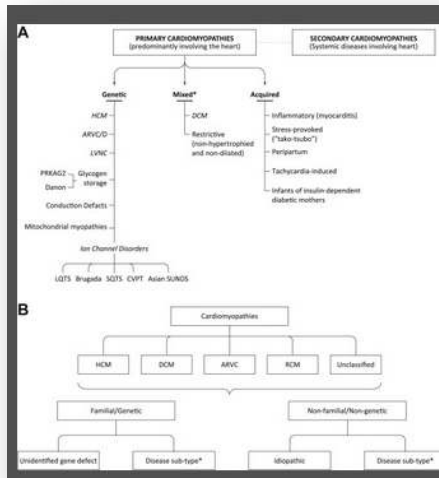 A
PRIMARY CARDIOMYOPATHIES
(predominantly involving the heart)
SECONDARY CARDIOMYOPATHIES
(Systemic diseases involving heart)
Genetic
Mixed*
Acquired
HCM
ARVC/D
LVNC
PRKAG2
Danon
Glycogen
storage
Conduction Defects
Mitochondrial myopathies
Ion Channel Disorders
LQTS
Brugada
SQTS
CVPT
Asian SUNDS
DCM
Restrictive
(non-hypertrophied
and non-dilated)
Inflammatory (myocarditis)
Stress-provoked
("tako-tsubo")
Peripartum
Tachycardia-induced
Infants of insulin-dependent
diabetic mothers
B
Cardiomyopathies
HCM
DCM
ARVC
RCM
Unclassified
Familial/Genetic
Non-familial/Non-genetic
Unidentified gene defect
Disease sub-type*
Idiopathic
Disease sub-type*